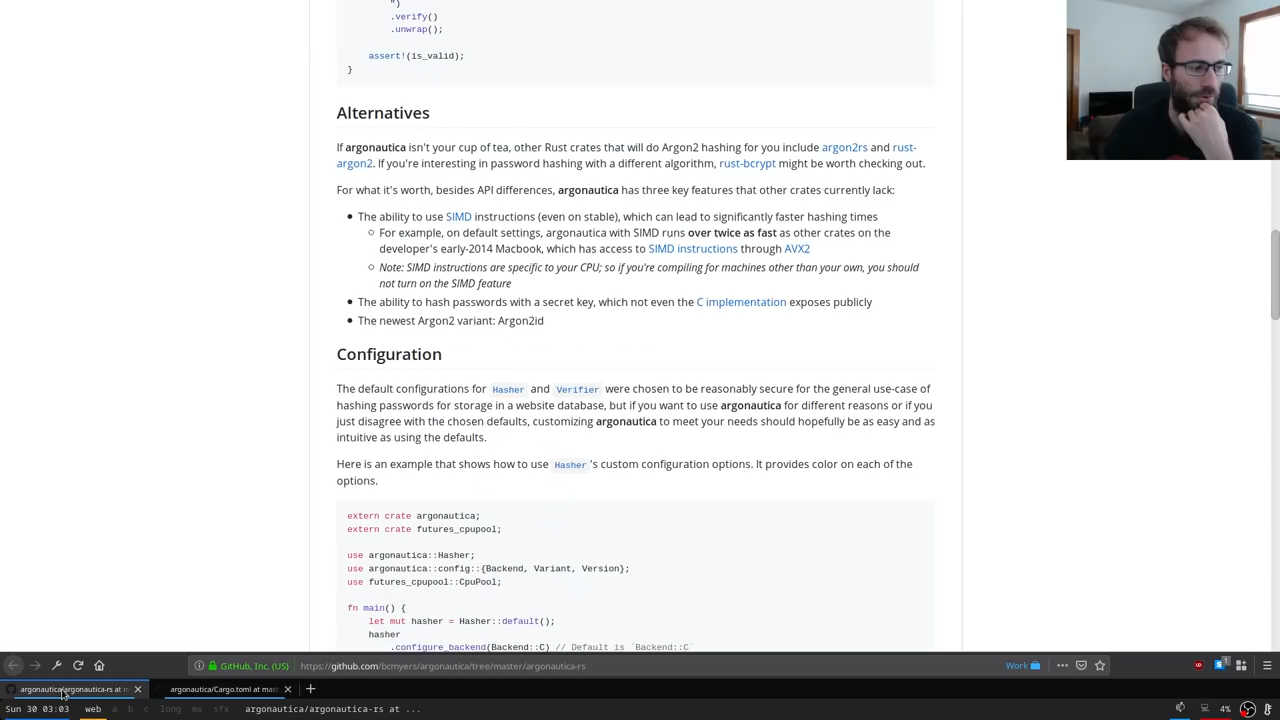 ")
.verify()
.unwrap();
assert!(is_valid);
}
Alternatives
If argonautica isn't your cup of tea, other Rust crates that will do Argon2 hashing for you include argon2rs and rust-
argon2. If you're interesting in password hashing with a different algorithm, rust-bcrypt might be worth checking out.
For what it's worth, besides API differences, argonautica has three key features that other crates currently lack:
The ability to use SIMD instructions (even on stable), which can lead to significantly faster hashing times
For example, on default settings, argonautica with SIMD runs over twice as fast as other crates on the
developer's early-2014 Macbook, which has access to SIMD instructions through AVX2
Note: SIMD instructions are specific to your CPU; so if you're compiling for machines other than your own, you should
not turn on the SIMD feature
The ability to hash passwords with a secret key, which not even the C implementation exposes publicly
The newest Argon2 variant: Argon2id
Configuration
The default configurations for Hasher and Verifier were chosen to be reasonably secure for the general use-case of
hashing passwords for storage in a website database, but if you want to use argonautica for different reasons or if you
just disagree with the chosen defaults, customizing argonautica to meet your needs should hopefully be as easy and as
intuitive as using the defaults.
Here is an example that shows how to use Hasher's custom configuration options. It provides color on each of the
options.
extern crate argonautica;
extern crate futures_cpupool;
use argonautica::Hasher;
use argonautica::config::{Backend, Variant, Version};
use futures_cpupool::CpuPool;
fn main() {
let mut hasher = Hasher::default();
hasher
.configure_backend(Backend::C) // Default is `Backend::C`
GitHub, Inc. (US) https://github.com/bcmyers/argonautica/tree/master/argonautica-rs Work
argonautica/argonautica-rs at m argonautica/Cargo.toml at mast
Sun 30 03:03 web a b c long mx sfx argonautica/argonautica-rs at ... 4%